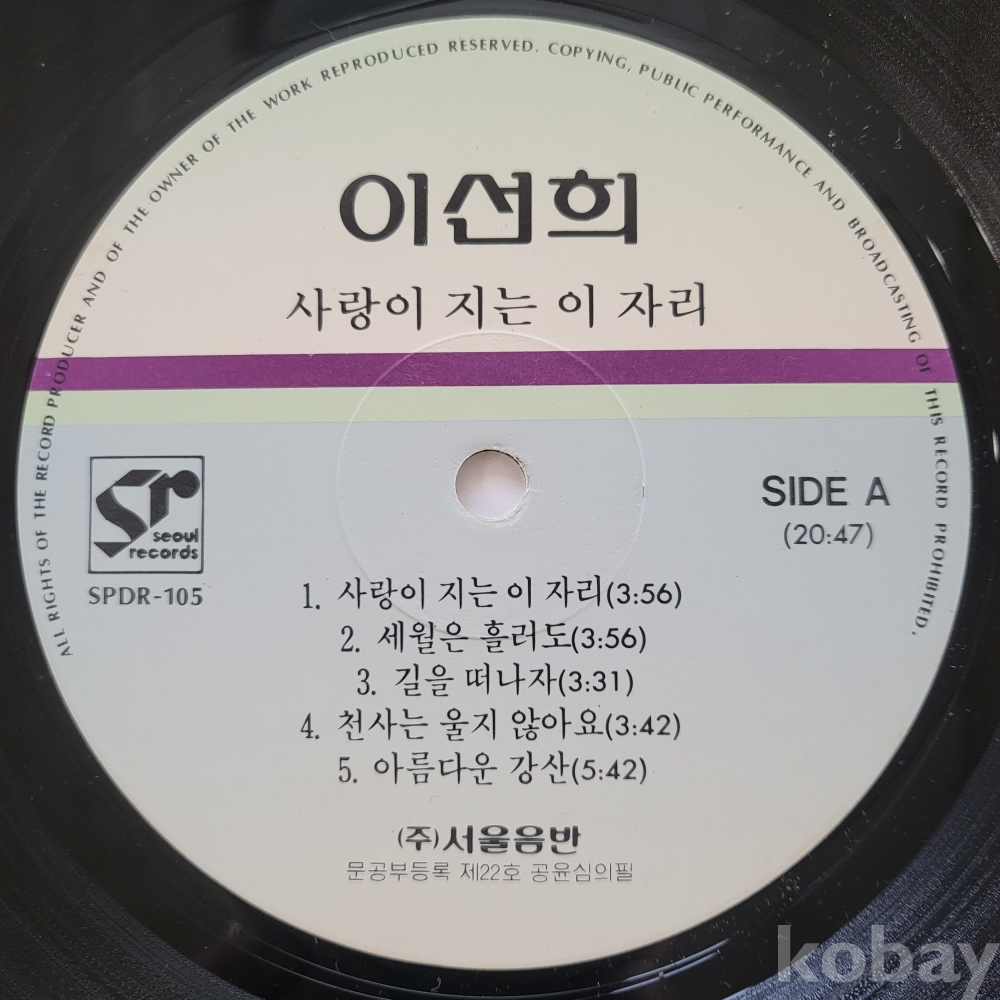 ALL RIGHTS OF THE RECORD PRODUCER AND OF THE OWNER OF THE WORK REPRODUCED RESERVED. COPYING, PUBLIC PERFORMANCE AND BROADCASTING OF THIS RECORD PROHIBITED.
이선희
사랑이 지는 이 자리
sr
seoul
records
SPDR-105
SIDE A
(20:47)
1. 사랑이 지는 이 자리(3:56)
2. 세월은 흘러도(3:56)
3. 길을 떠나자(3:31)
4. 천사는 울지 않아요(3:42)
5. 아름다운 강산(5:42)
(주)서울음반
문공부등록 제22호 공윤심의필
kobay